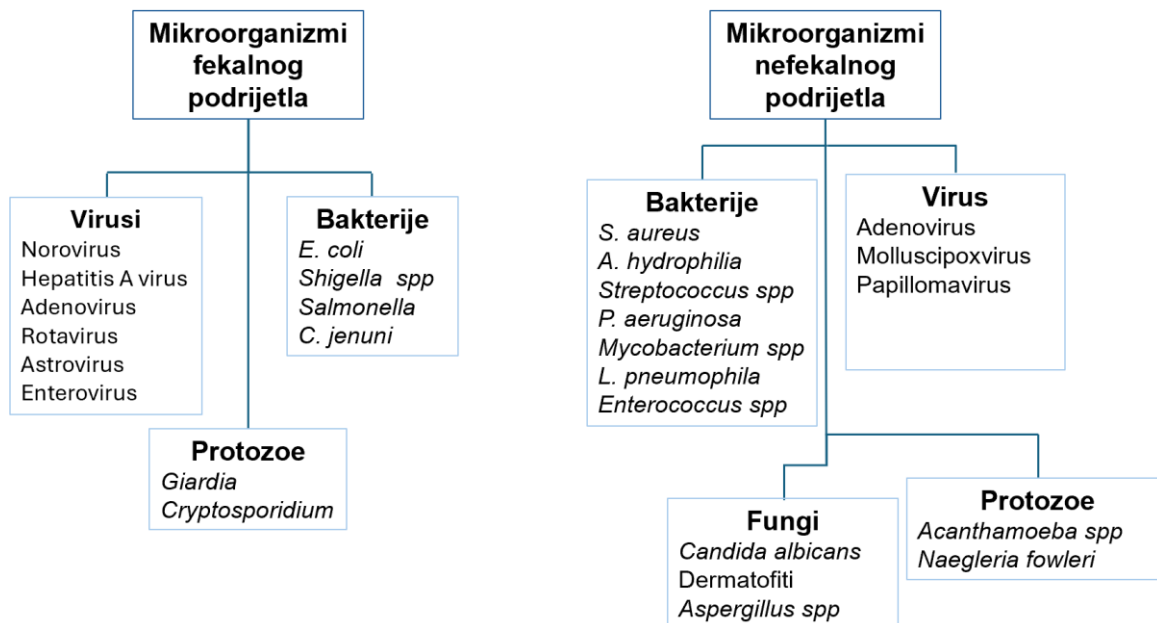 Mikroorganizmi
fekalnog
podrijetla
Virusi
Norovirus
Hepatitis A virus
Adenovirus
Rotavirus
Astrovirus
Enterovirus
Bakterije
E. coli
Shigella spp
Salmonella
C. jenuni
Protozoe
Giardia
Cryptosporidium
Mikroorganizmi
nefekalnog
podrijetla
Bakterije
S. aureus
A. hydrophilia
Streptococcus spp
P. aeruginosa
Mycobacterium spp
L. pneumophila
Enterococcus spp
Virus
Adenovirus
Molluscipoxvirus
Papillomavirus
Fungi
Candida albicans
Dermatofiti
Aspergillus spp
Protozoe
Acanthamoeba spp
Naegleria fowleri